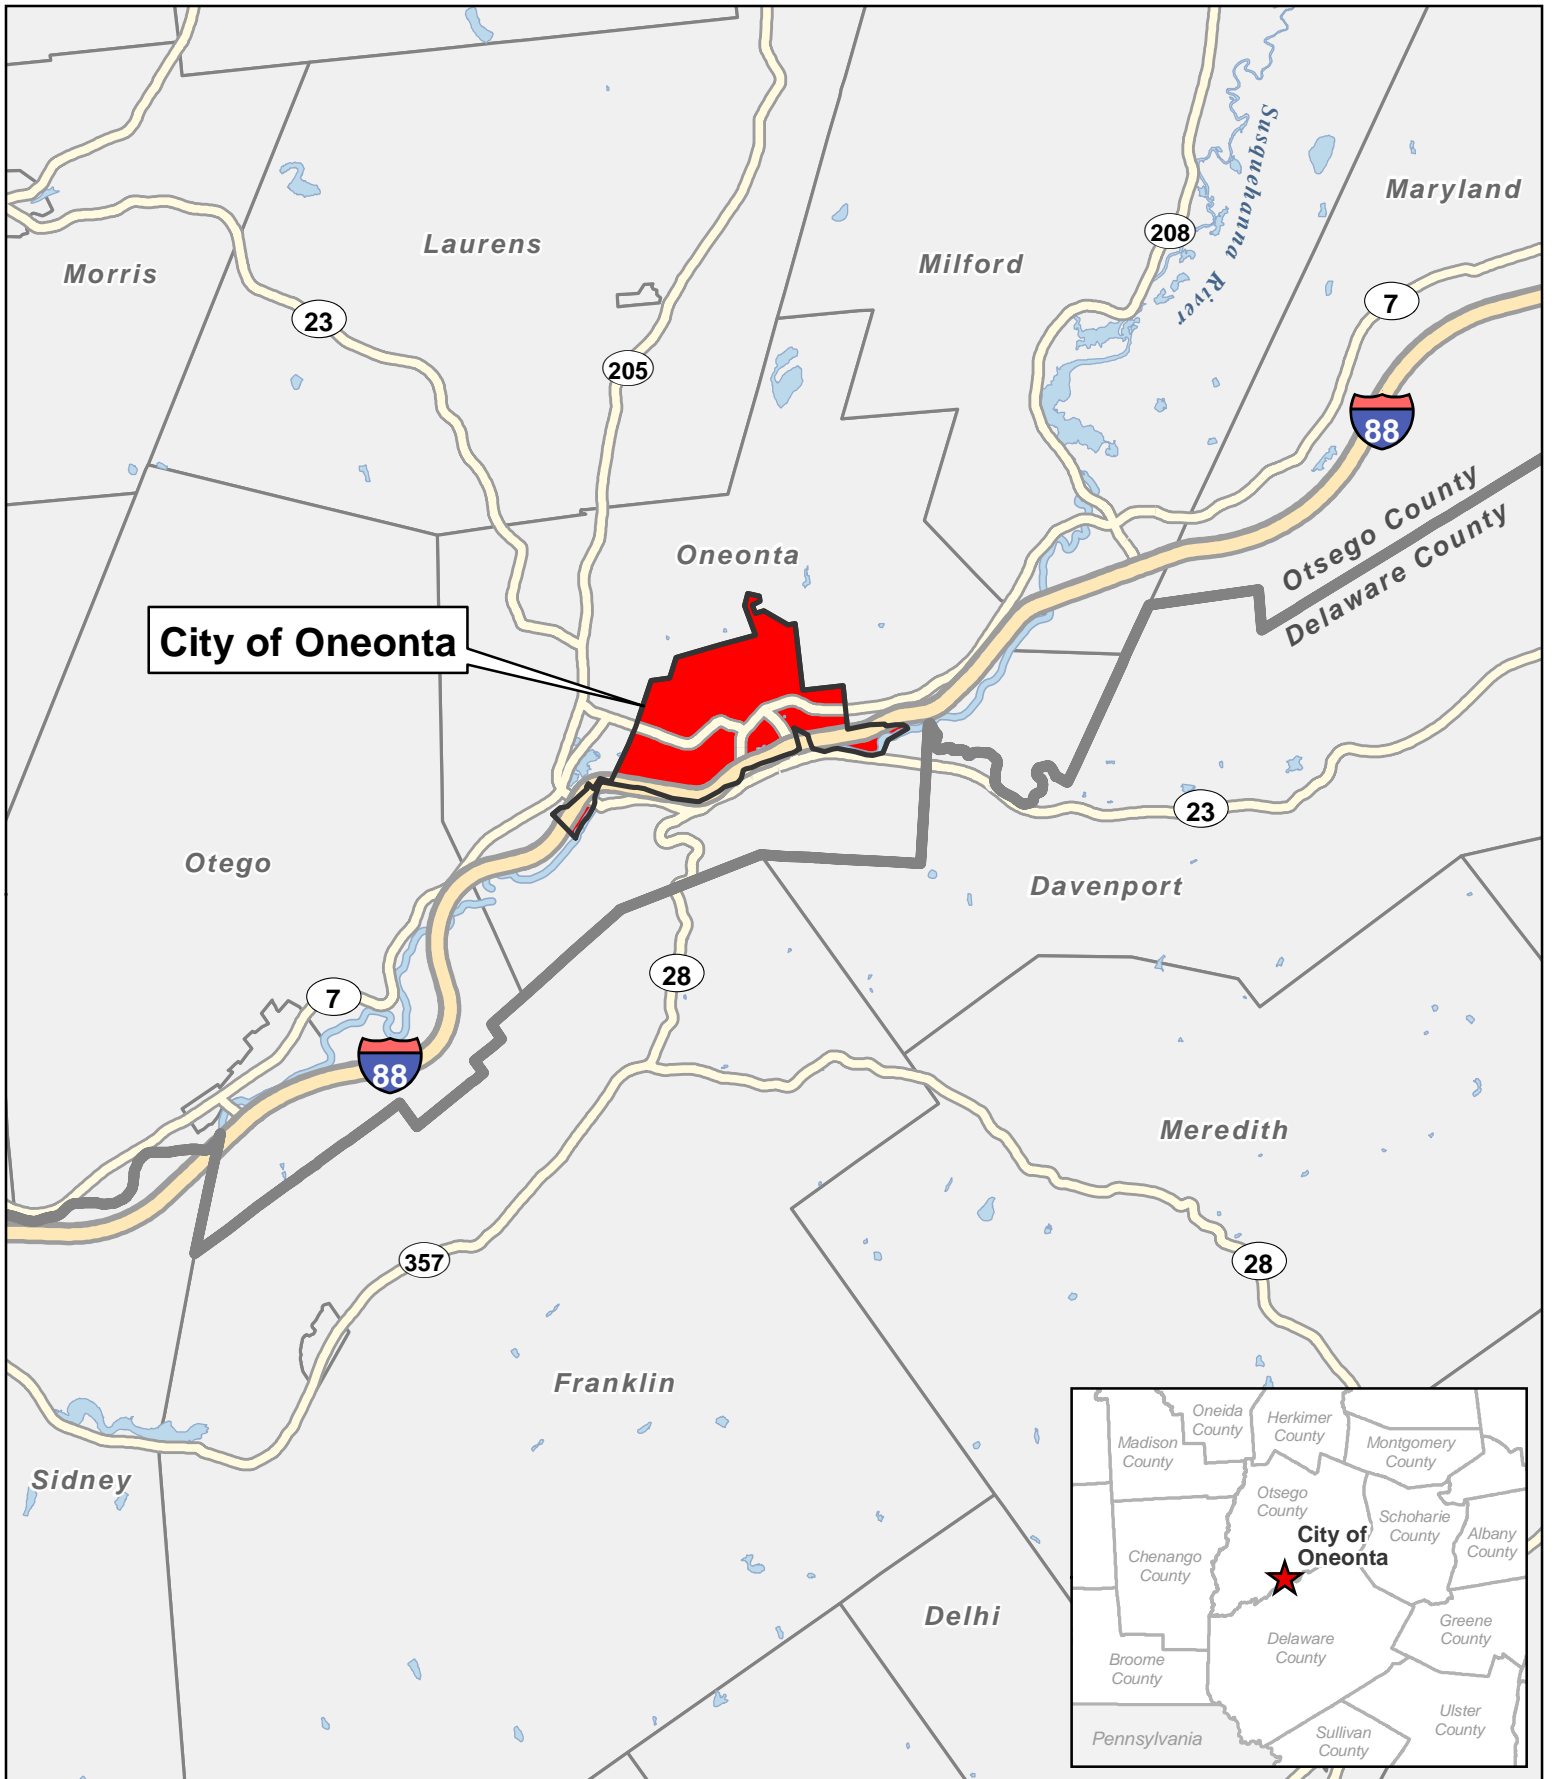 Susquehanna River
Maryland
208
Laurens
Milford
Morris
7
23
205
88
Otsego County
Oneonta
Delaware County
City of Oneonta
23
Otego
Davenport
28
7
88
Meredith
357
28
Franklin
Sidney
Delhi
Oneida
County
Herkimer
County
Madison
County
Montgomery
County
Otsego
County
Schoharie
County
Albany
County
City of
Oneonta
Chenango
County
Greene
County
Delaware
County
Broome
County
Ulster
County
Sullivan
County
Pennsylvania